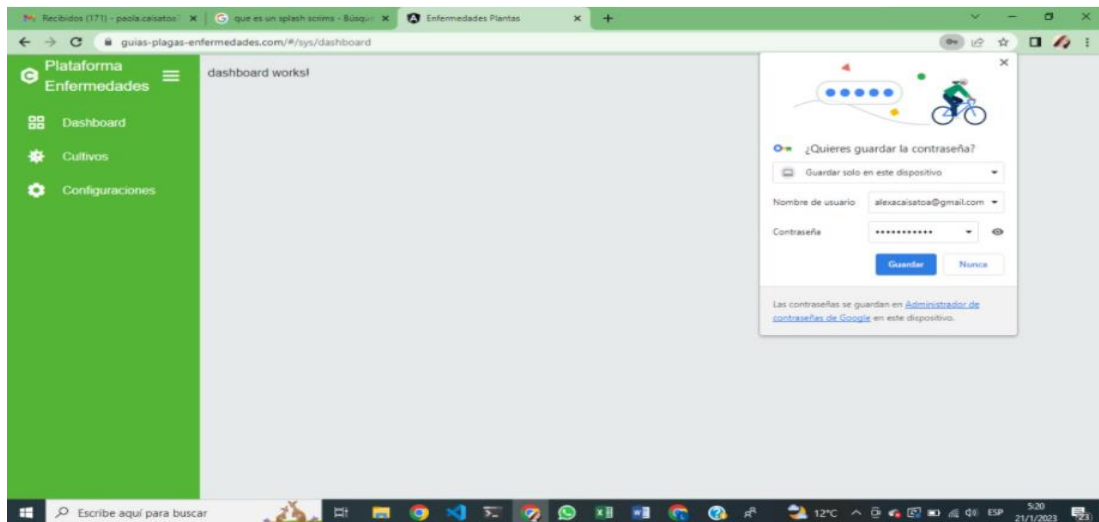 Recibidos (171) - paola.caisatoa
que es un splash scrims - Búsqu
Enfermedades Plantas
guias-plagas-enfermedades.com/#/sys/dashboard
Plataforma
Enfermedades
dashboard works!
Dashboard
Cultivos
Configuraciones
¿Quieres guardar la contraseña?
Guardar solo en este dispositivo
Nombre de usuario alexacaisatoa@gmail.com
Contraseña •••••••••••
Guardar Nunca
Las contraseñas se guardan en Administrador de
contraseñas de Google en este dispositivo.
Escribe aquí para buscar
12°C
ESP
5:20
21/1/2023
23